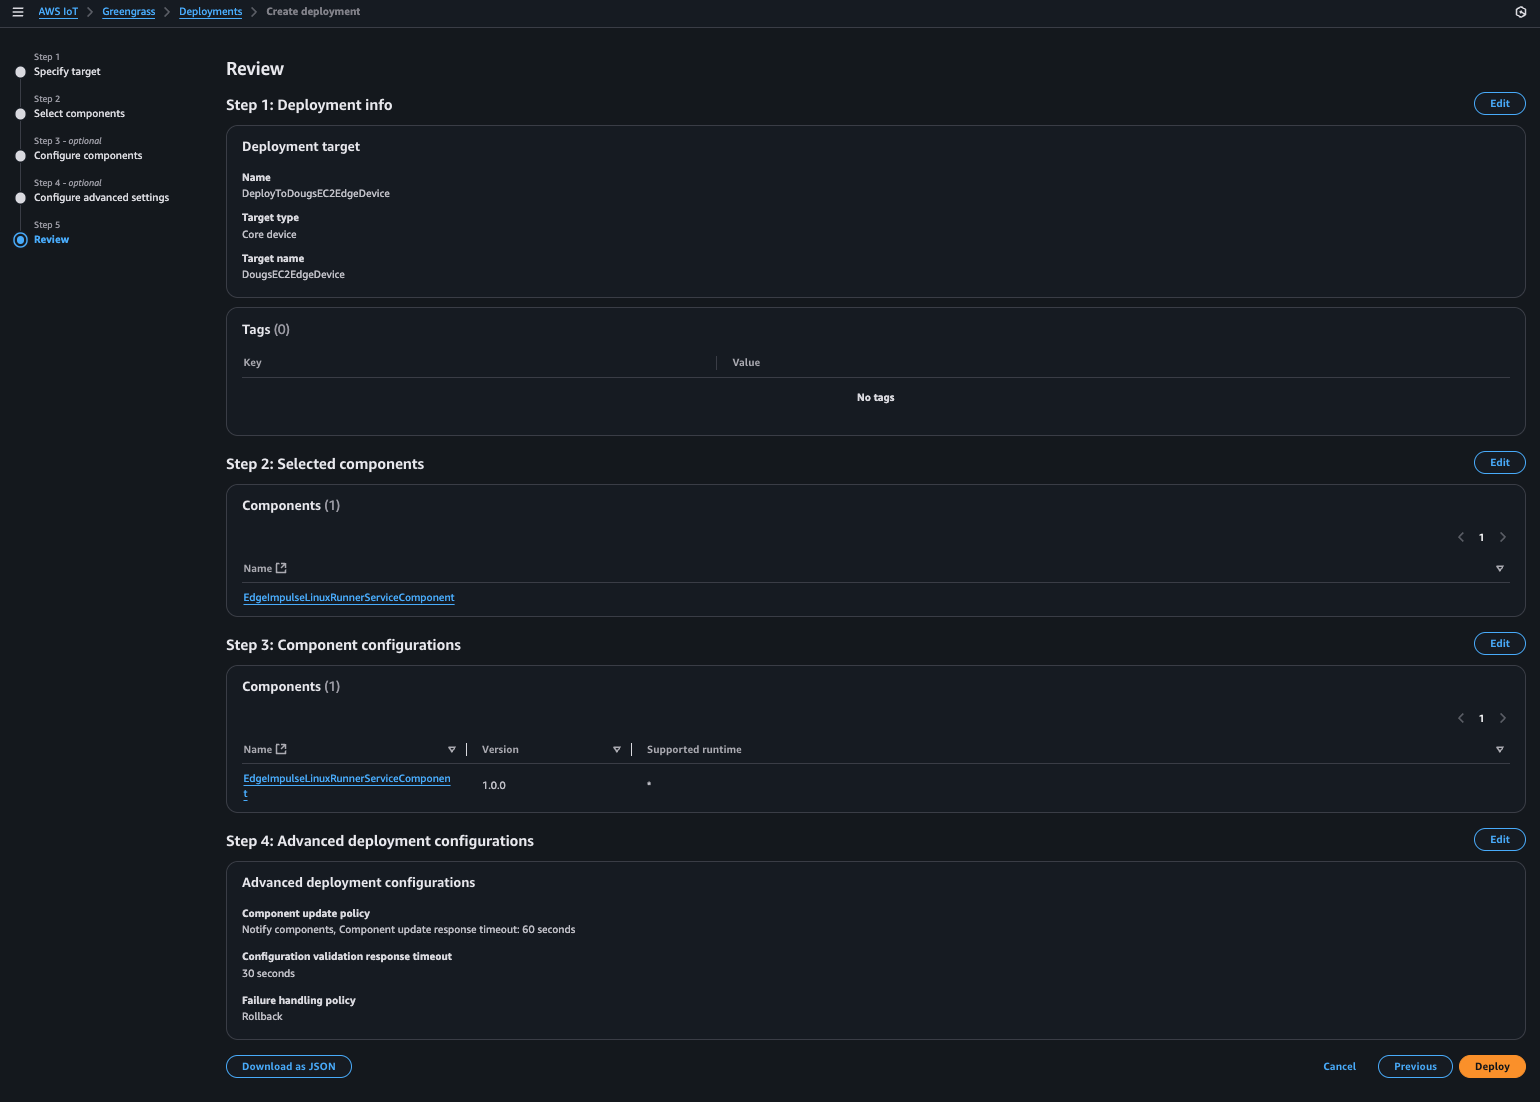 AWS IoT > Greengrass > Deployments > Create deployment
Step 1
Specify target
Step 2
Select components
Step 3 - optional
Configure components
Step 4 - optional
Configure advanced settings
Step 5
Review
Review
Step 1: Deployment info
Edit
Deployment target
Name
DeployToDougsEC2EdgeDevice
Target type
Core device
Target name
DougsEC2EdgeDevice
Tags (0)
Key Value
No tags
Step 2: Selected components
Edit
Components (1)
1
Name
EdgeImpulseLinuxRunnerServiceComponent
Step 3: Component configurations
Edit
Components (1)
1
Name Version Supported runtime
EdgeImpulseLinuxRunnerServiceComponen
t
1.0.0 *
Step 4: Advanced deployment configurations
Edit
Advanced deployment configurations
Component update policy
Notify components, Component update response timeout: 60 seconds
Configuration validation response timeout
30 seconds
Failure handling policy
Rollback
Download as JSON
Cancel Previous Deploy